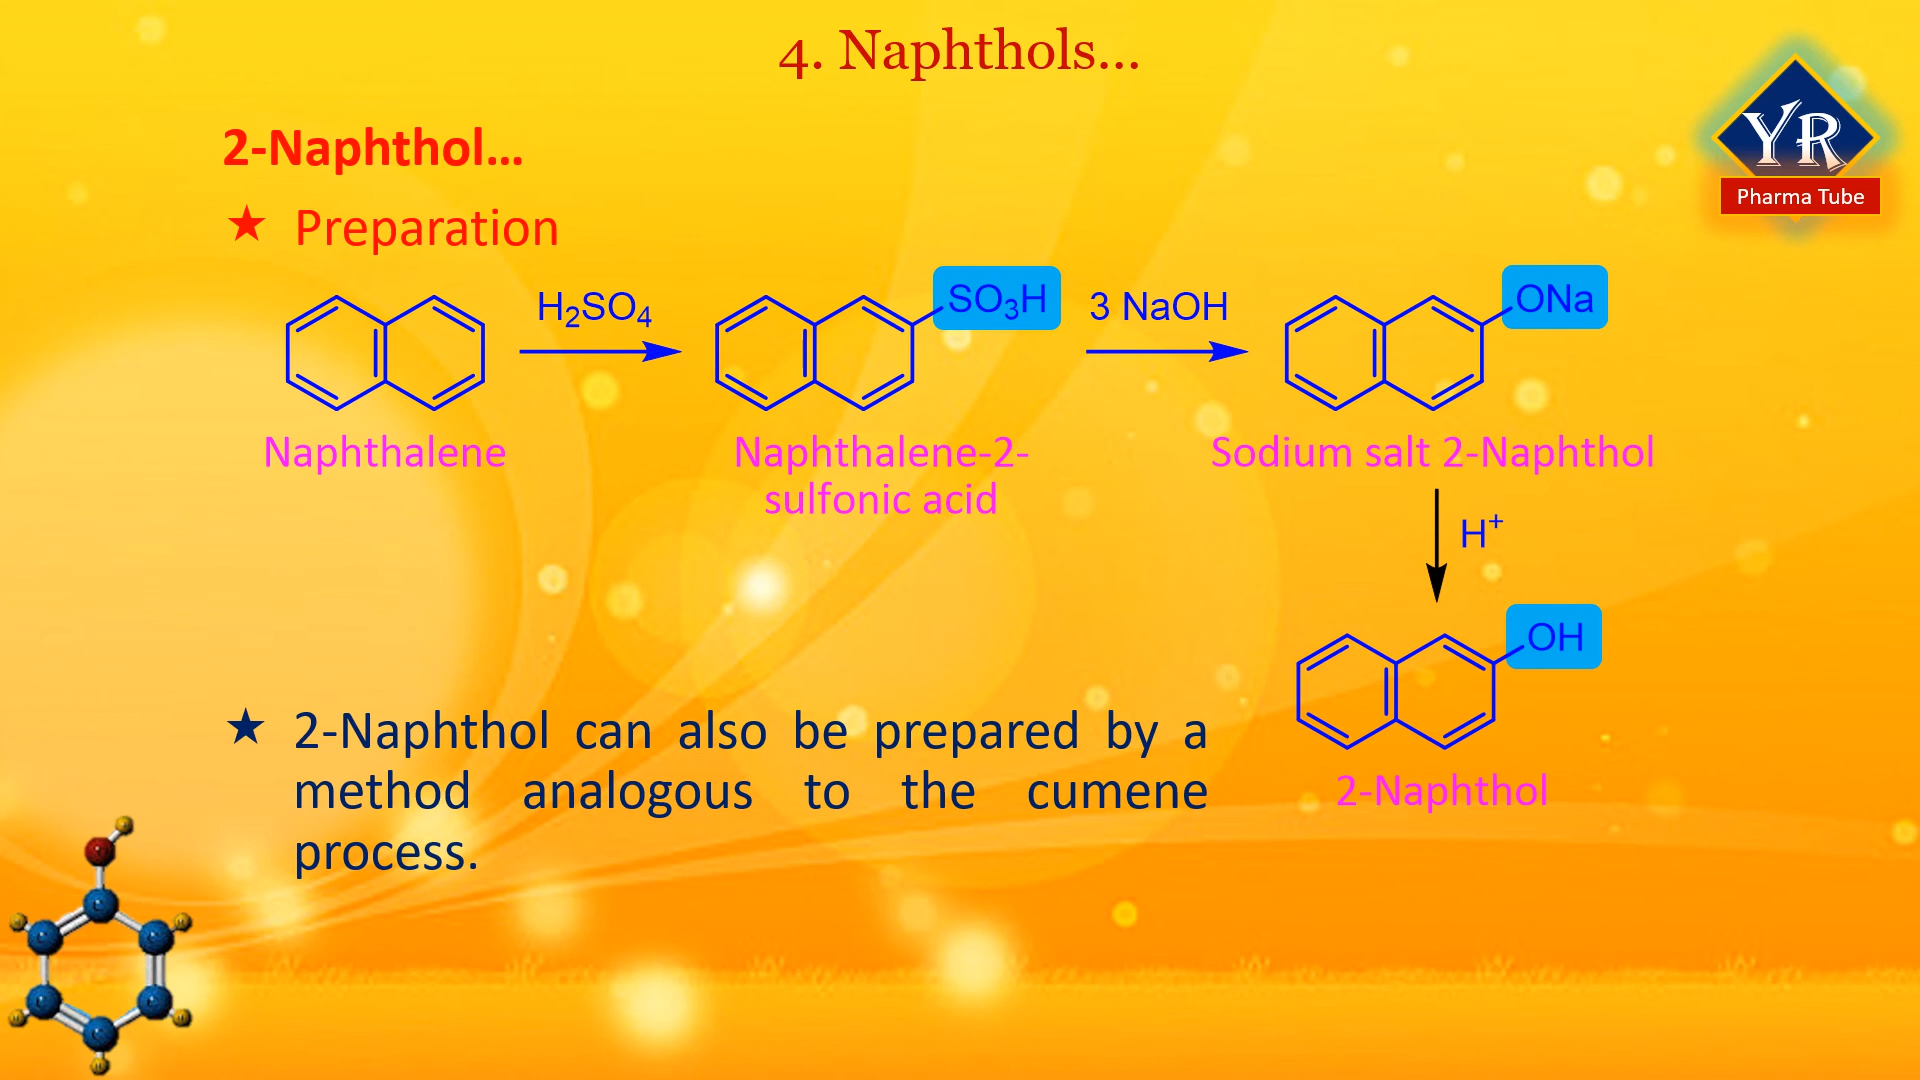 4. Naphthols...
YR
Pharma Tube
2-Naphthol...
★ Preparation
H₂SO₄
SO₃H
3 NaOH
ONa
Naphthalene
Naphthalene-2-
sulfonic acid
Sodium salt 2-Naphthol
H⁺
OH
2-Naphthol
★ 2-Naphthol can also be prepared by a
method analogous to the cumene
process.